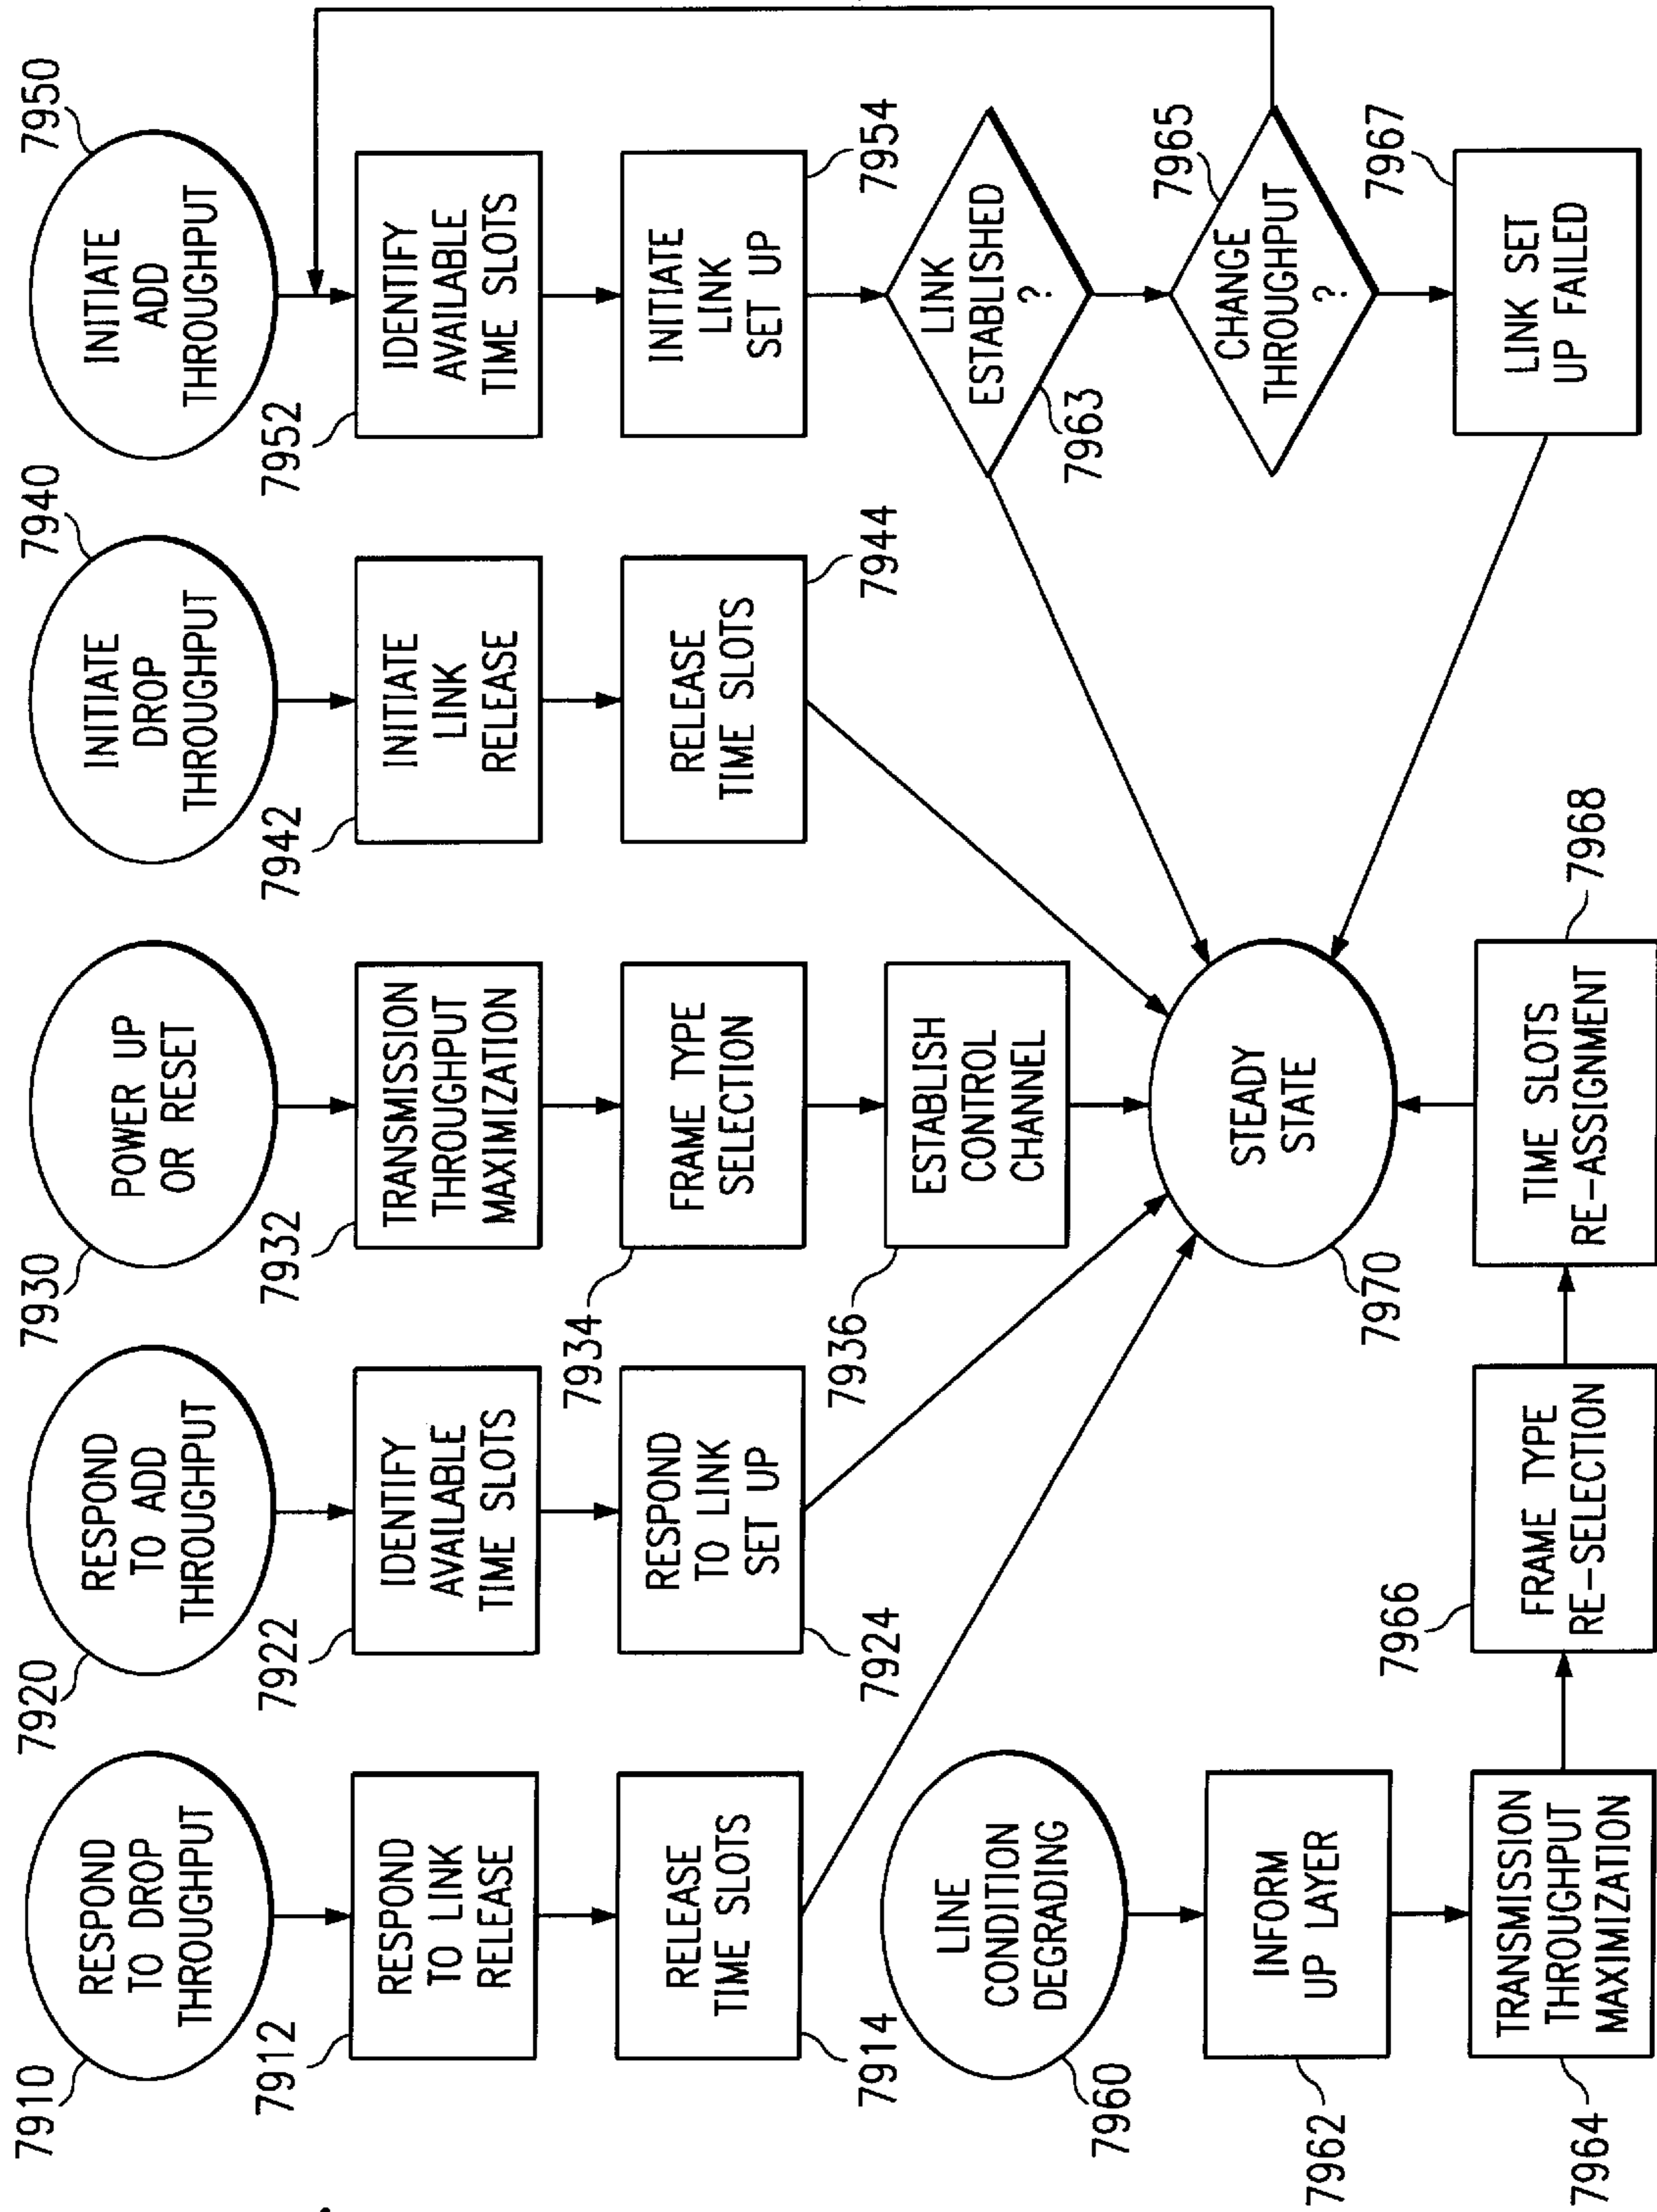 7910
RESPOND
TO DROP
THROUGHPUT
7912
RESPOND
TO LINK
RELEASE
RELEASE
TIME SLOTS
7914
7920
RESPOND
TO ADD
THROUGHPUT
7922
IDENTIFY
AVAILABLE
TIME SLOTS
RESPOND
TO LINK
SET UP
7924
7930
POWER UP
OR RESET
7932
TRANSMISSION
THROUGHPUT
MAXIMIZATION
7934
FRAME TYPE
SELECTION
7936
ESTABLISH
CONTROL
CHANNEL
7940
INITIATE
DROP
THROUGHPUT
7942
INITIATE
LINK
RELEASE
RELEASE
TIME SLOTS
7944
7950
INITIATE
ADD
THROUGHPUT
7952
IDENTIFY
AVAILABLE
TIME SLOTS
INITIATE
LINK
SET UP
7954
LINK
ESTABLISHED
?
7963
7965
CHANGE
THROUGHPUT
?
7967
LINK SET
UP FAILED
LINE
CONDITION
DEGRADING
7960
INFORM
UP LAYER
7962
TRANSMISSION
THROUGHPUT
MAXIMIZATION
7964
7966
FRAME TYPE
RE-SELECTION
TIME SLOTS
RE-ASSIGNMENT
7968
STEADY
STATE
7970